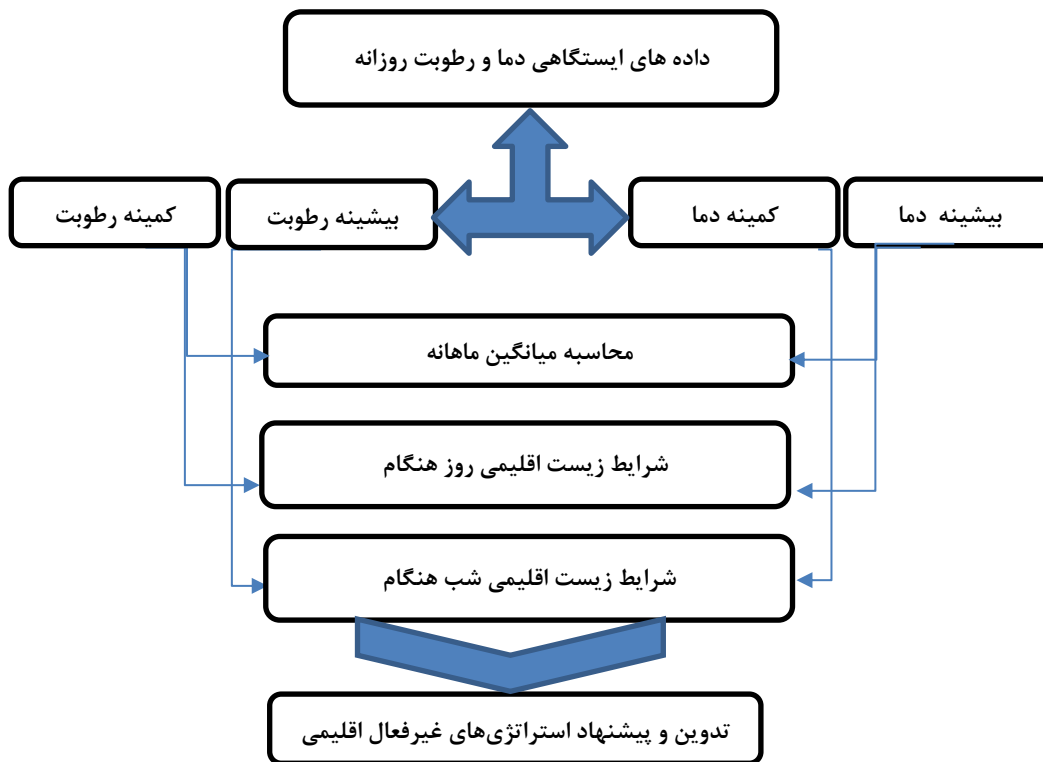 داده های ایستگاهی دما و رطوبت روزانه
بیشینه دما
کمینه دما
بیشینه رطوبت
کمینه رطوبت
محاسبه میانگین ماهانه
شرایط زیست اقلیمی روز هنگام
شرایط زیست اقلیمی شب هنگام
تدوین و پیشنهاد استراتژی‌های غیرفعال اقلیمی